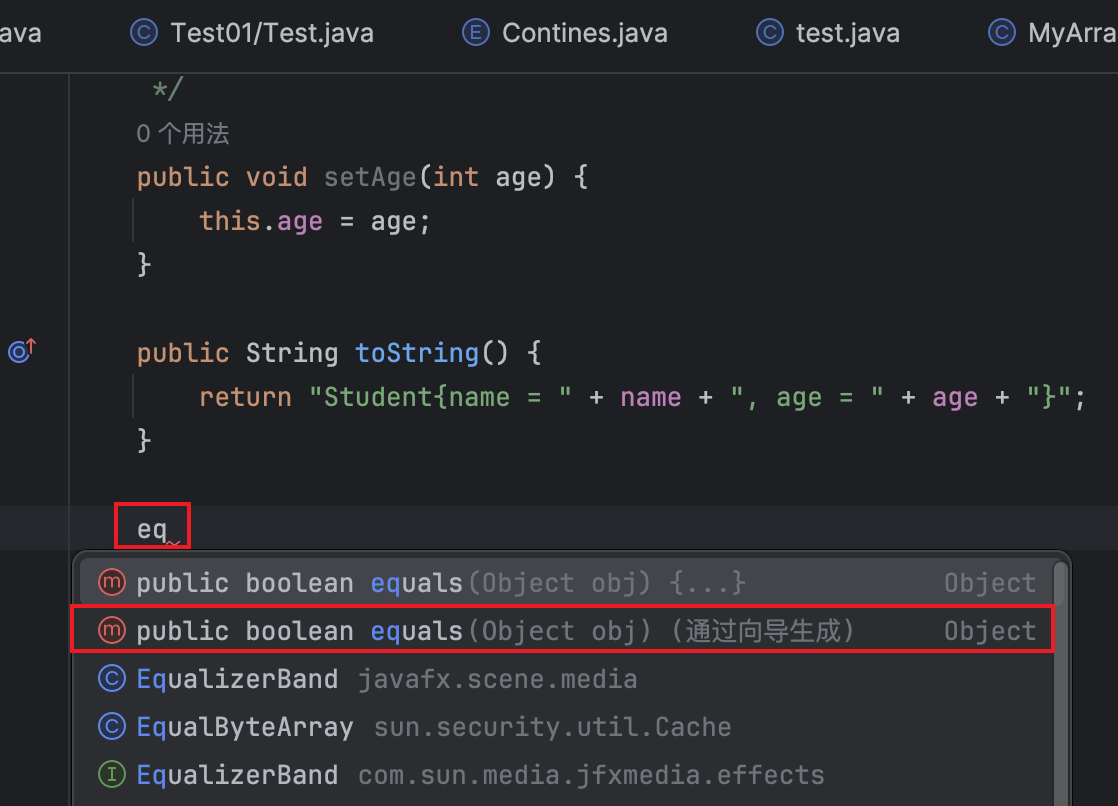 ava C Test01/Test.java E Contines.java C test.java C MyArra
*/
0 个用法
public void setAge(int age) {
this.age = age;
}
public String toString() {
return "Student{name = " + name + ", age = " + age + "}";
}
eq
m public boolean equals(Object obj) {...} Object
m public boolean equals(Object obj) (通过向导生成) Object
C EqualizerBand javafx.scene.media
C EqualByteArray sun.security.util.Cache
I EqualizerBand com.sun.media.jfxmedia.effects